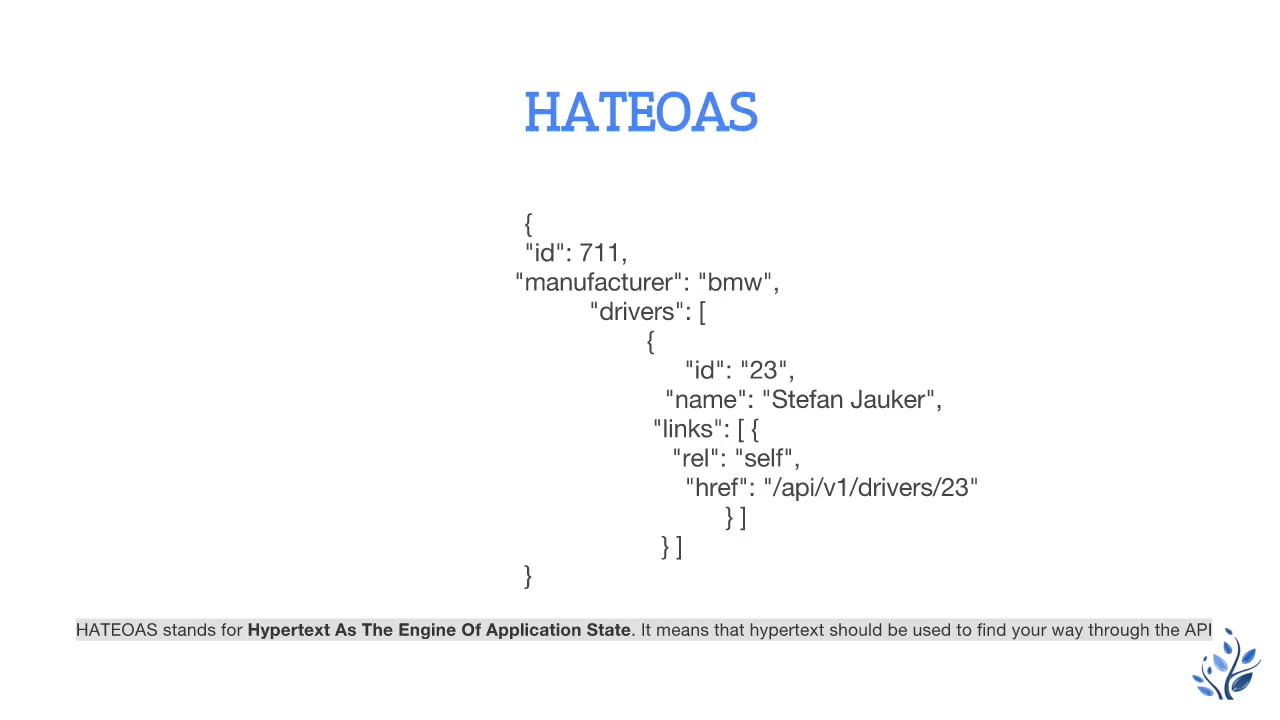 HATEOAS
{
"id": 711,
"manufacturer": "bmw",
"drivers": [
{
"id": "23",
"name": "Stefan Jauker",
"links": [ {
"rel": "self",
"href": "/api/v1/drivers/23"
} ]
} ]
}
HATEOAS stands for Hypertext As The Engine Of Application State. It means that hypertext should be used to find your way through the API